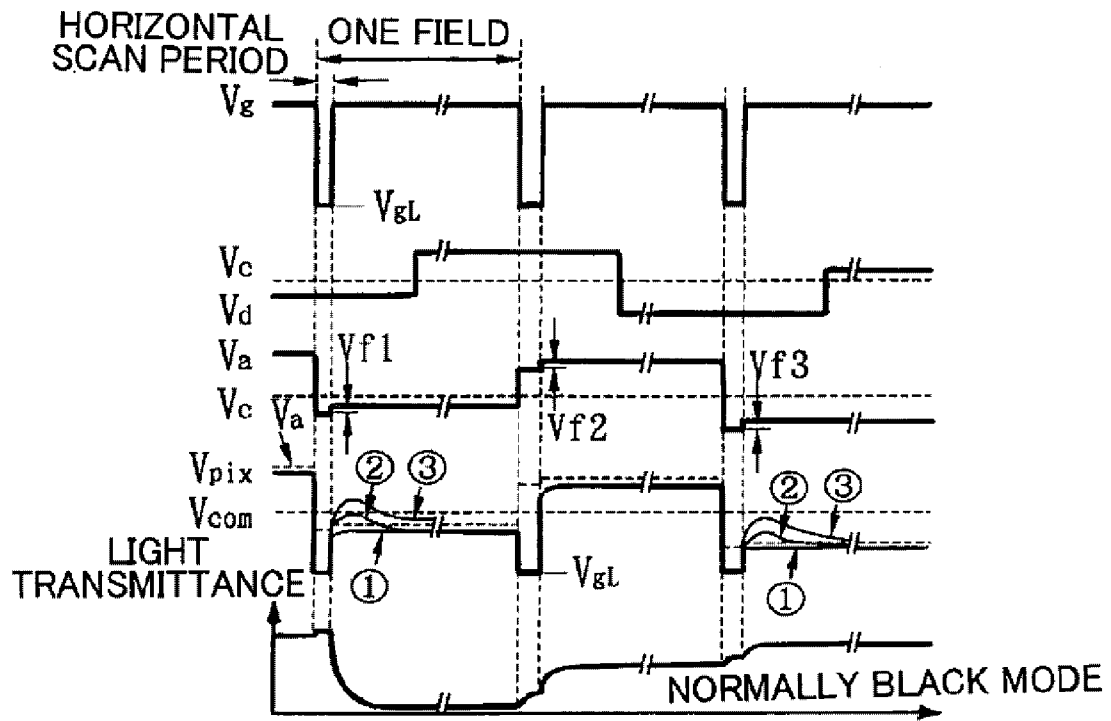 HORIZONTAL
SCAN PERIOD
ONE FIELD
Vg
VgL
Vc
Vd
Va
Vf1
Vf2
Vf3
Vc
Va
Vpix
② ③
② ③
Vcom
LIGHT
TRANSMITTANCE
①
VgL
①
NORMALLY BLACK MODE